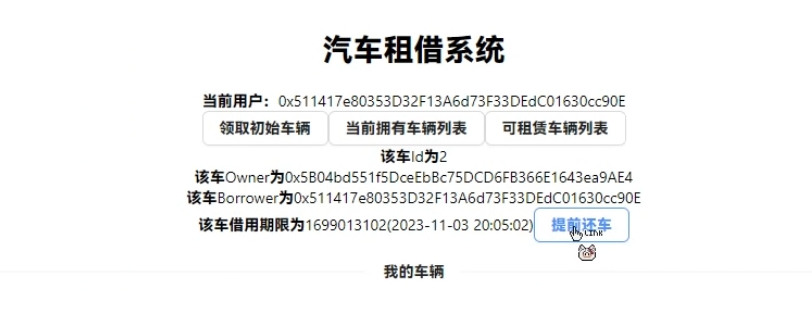 汽车租借系统
当前用户：0x511417e80353D32F13A6d73F33DEdC01630cc90E
领取初始车辆 当前拥有车辆列表 可租赁车辆列表
该车Id为2
该车Owner为0x5B04bd551f5DceEbBc75DCD6FB366E1643ea9AE4
该车Borrower为0x511417e80353D32F13A6d73F33DEdC01630cc90E
该车借用期限为1699013102(2023-11-03 20:05:02) 提前还车
Link
我的车辆